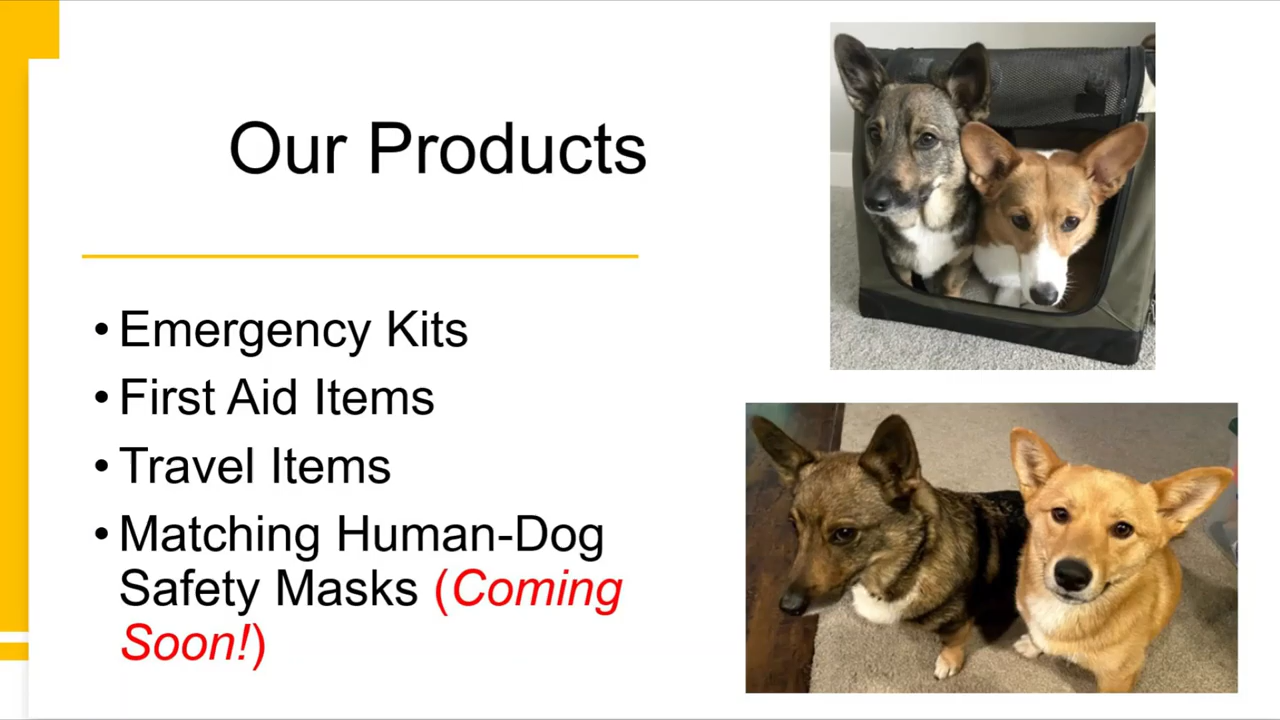 Our Products
• Emergency Kits
• First Aid Items
• Travel Items
• Matching Human-Dog
Safety Masks (Coming
Soon!)